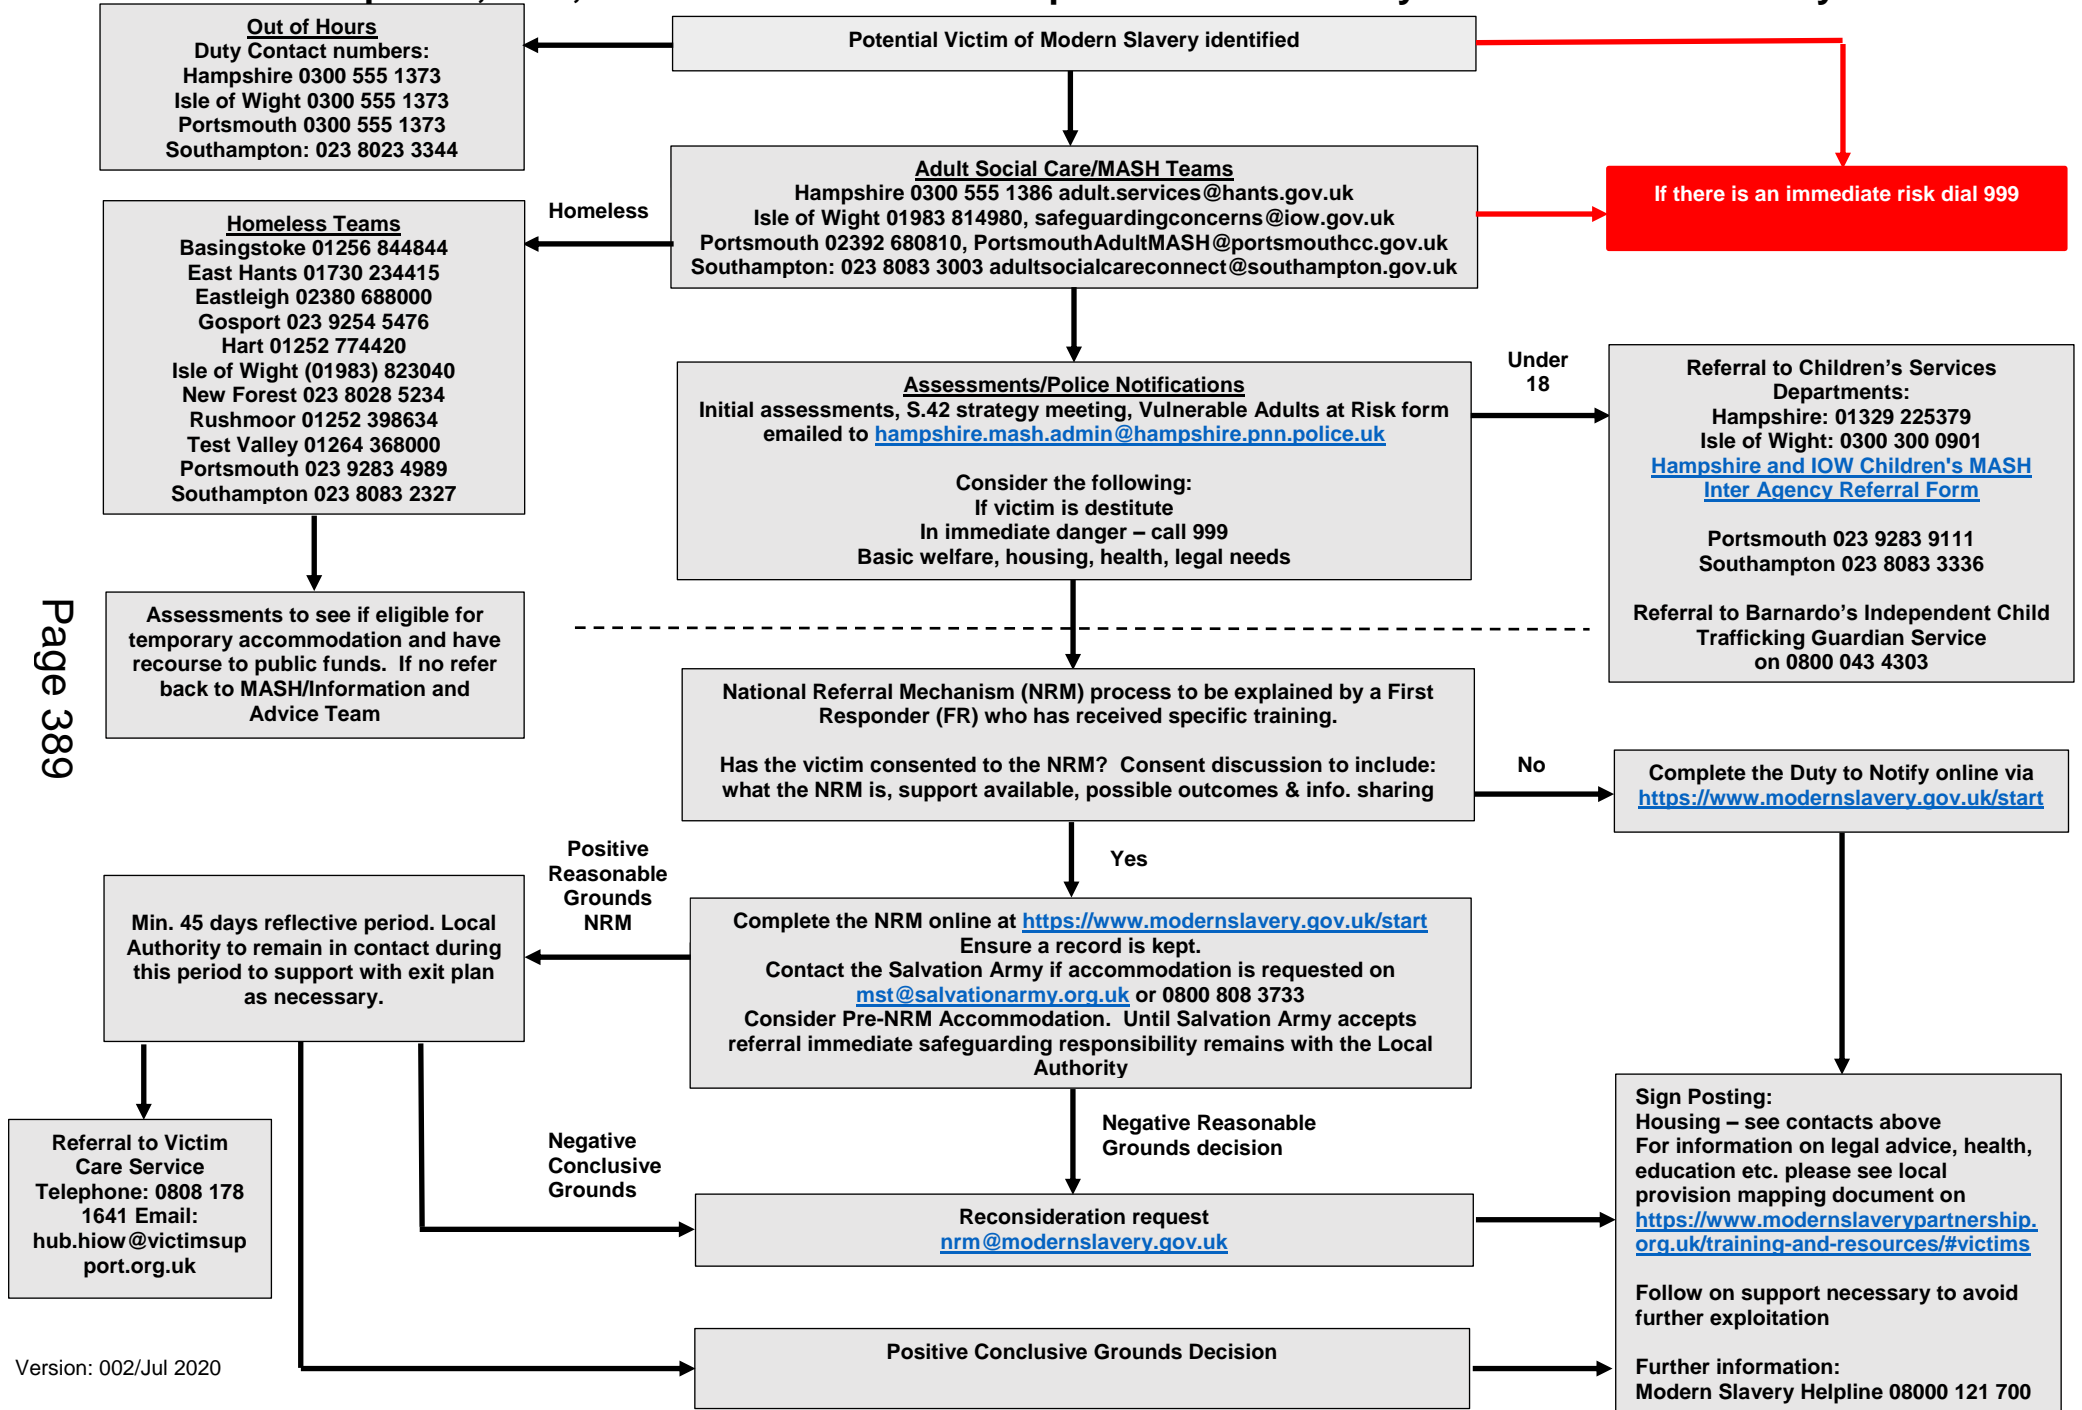 Out of Hours
Duty Contact numbers:
Hampshire 0300 555 1373
Isle of Wight 0300 555 1373
Portsmouth 0300 555 1373
Southampton: 023 8023 3344
Potential Victim of Modern Slavery identified
Adult Social Care/MASH Teams
Hampshire 0300 555 1386 adult.services@hants.gov.uk
Isle of Wight 01983 814980, safeguardingconcerns@iow.gov.uk
Portsmouth 02392 680810, PortsmouthAdultMASH@portsmouthcc.gov.uk
Southampton: 023 8083 3003 adultsocialcareconnect@southampton.gov.uk
If there is an immediate risk dial 999
Homeless
Homeless Teams
Basingstoke 01256 844844
East Hants 01730 234415
Eastleigh 02380 688000
Gosport 023 9254 5476
Hart 01252 774420
Isle of Wight (01983) 823040
New Forest 023 8028 5234
Rushmoor 01252 398634
Test Valley 01264 368000
Portsmouth 023 9283 4989
Southampton 023 8083 2327
Assessments/Police Notifications
Initial assessments, S.42 strategy meeting, Vulnerable Adults at Risk form
emailed to hampshire.mash.admin@hampshire.pnn.police.uk
Consider the following:
If victim is destitute
In immediate danger – call 999
Basic welfare, housing, health, legal needs
Under
18
Referral to Children's Services
Departments:
Hampshire: 01329 225379
Isle of Wight: 0300 300 0901
Hampshire and IOW Children's MASH
Inter Agency Referral Form
Portsmouth 023 9283 9111
Southampton 023 8083 3336
Referral to Barnardo's Independent Child
Trafficking Guardian Service
on 0800 043 4303
Page 389
Assessments to see if eligible for
temporary accommodation and have
recourse to public funds. If no refer
back to MASH/Information and
Advice Team
National Referral Mechanism (NRM) process to be explained by a First
Responder (FR) who has received specific training.
Has the victim consented to the NRM? Consent discussion to include:
what the NRM is, support available, possible outcomes & info. sharing
No
Complete the Duty to Notify online via
https://www.modernslavery.gov.uk/start
Yes
Positive
Reasonable
Grounds
NRM
Min. 45 days reflective period. Local
Authority to remain in contact during
this period to support with exit plan
as necessary.
Complete the NRM online at https://www.modernslavery.gov.uk/start
Ensure a record is kept.
Contact the Salvation Army if accommodation is requested on
mst@salvationarmy.org.uk or 0800 808 3733
Consider Pre-NRM Accommodation. Until Salvation Army accepts
referral immediate safeguarding responsibility remains with the Local
Authority
Referral to Victim
Care Service
Telephone: 0808 178
1641 Email:
hub.hiow@victimsup
port.org.uk
Negative
Conclusive
Grounds
Negative Reasonable
Grounds decision
Reconsideration request
nrm@modernslavery.gov.uk
Positive Conclusive Grounds Decision
Sign Posting:
Housing – see contacts above
For information on legal advice, health,
education etc. please see local
provision mapping document on
https://www.modernslaverypartnership.
org.uk/training-and-resources/#victims
Follow on support necessary to avoid
further exploitation
Further information:
Modern Slavery Helpline 08000 121 700
Version: 002/Jul 2020